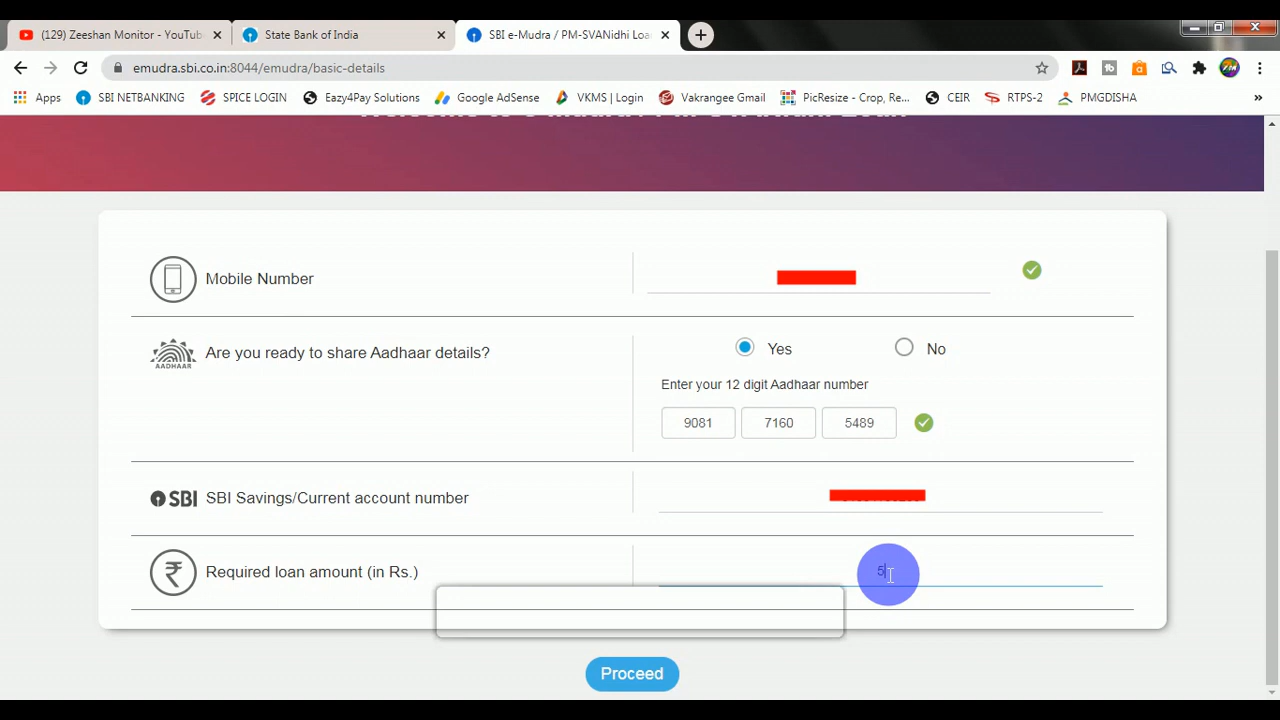 (129) Zeeshan Monitor - YouTub
State Bank of India
SBI e-Mudra / PM-SVANidhi Loa
emudra.sbi.co.in:8044/emudra/basic-details
Apps SBI NETBANKING SPICE LOGIN Eazy4Pay Solutions Google AdSense VKMS | Login Vakrangee Gmail PicResize - Crop, Re... CEIR RTPS-2 PMGDISHA »
Mobile Number
Are you ready to share Aadhaar details?
AADHAAR
Yes No
Enter your 12 digit Aadhaar number
9081 7160 5489
SBI SBI Savings/Current account number
Required loan amount (in Rs.)
5
Proceed